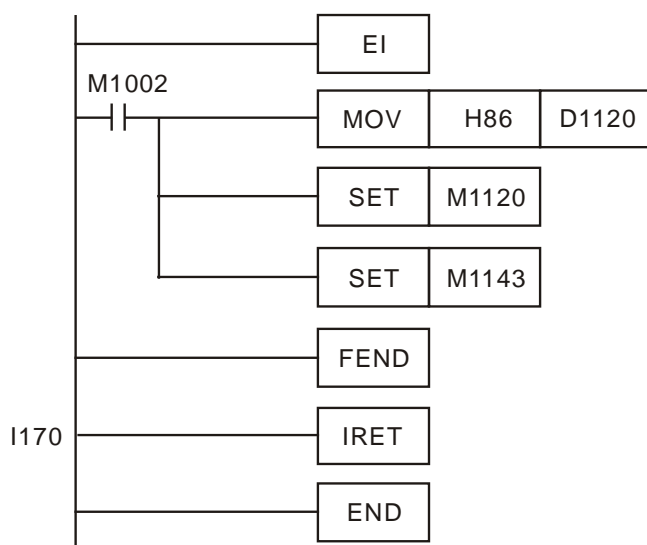 EI
M1002
MOV H86 D1120
SET M1120
SET M1143
FEND
I170 IRET
END